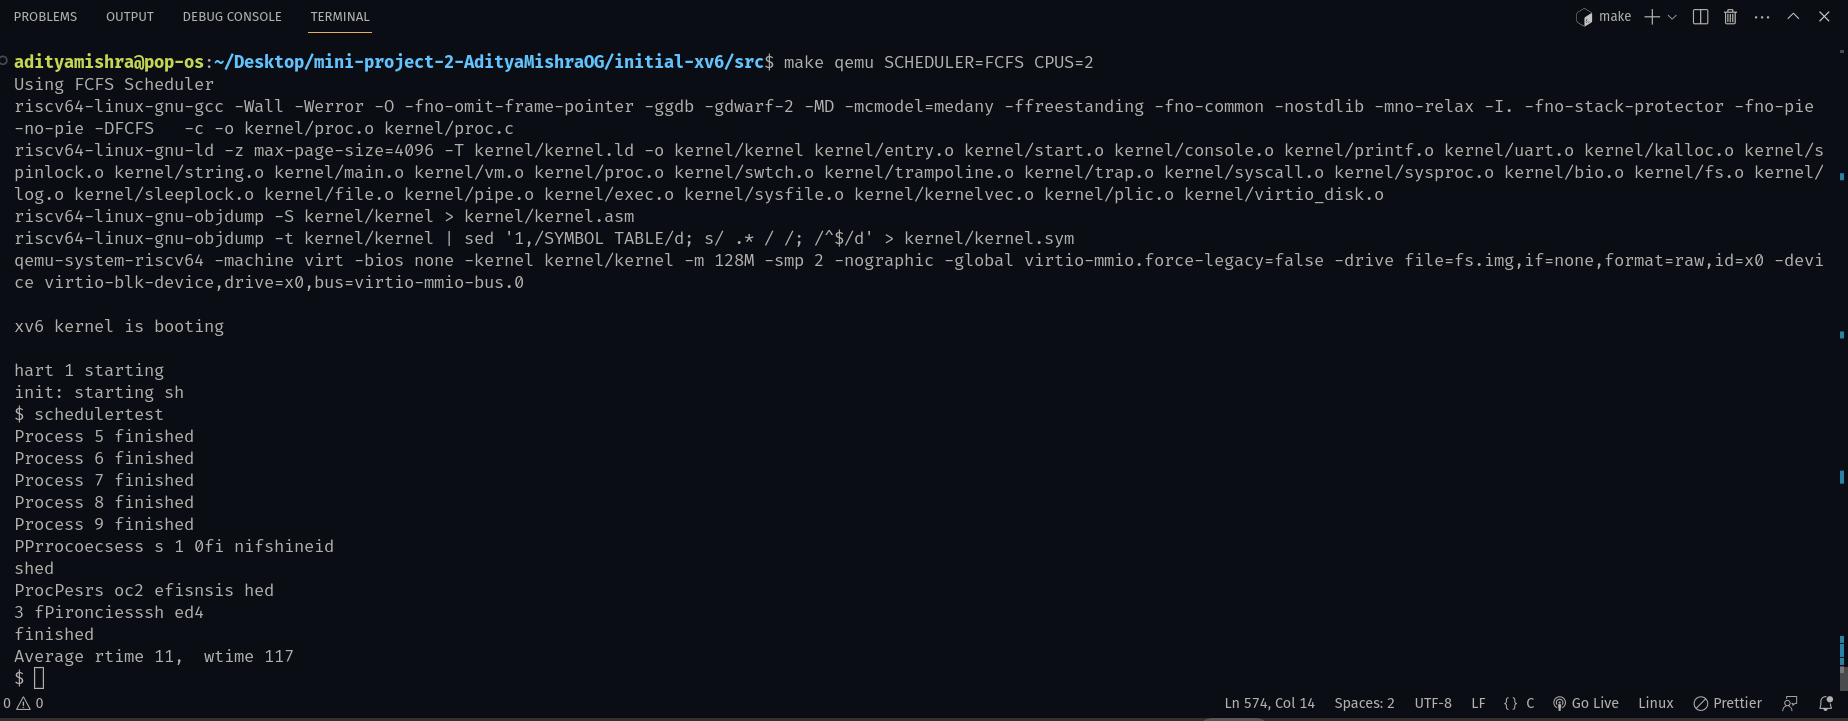 PROBLEMS OUTPUT DEBUG CONSOLE TERMINAL make
adityamishra@pop-os:~/Desktop/mini-project-2-AdityaMishraOG/initial-xv6/src$ make qemu SCHEDULER=FCFS CPUS=2
Using FCFS Scheduler
riscv64-linux-gnu-gcc -Wall -Werror -O -fno-omit-frame-pointer -ggdb -gdwarf-2 -MD -mcmodel=medany -ffreestanding -fno-common -nostdlib -mno-relax -I. -fno-stack-protector -fno-pie
-no-pie -DFCFS   -c -o kernel/proc.o kernel/proc.c
riscv64-linux-gnu-ld -z max-page-size=4096 -T kernel/kernel.ld -o kernel/kernel kernel/entry.o kernel/start.o kernel/console.o kernel/printf.o kernel/uart.o kernel/kalloc.o kernel/s
pinlock.o kernel/string.o kernel/main.o kernel/vm.o kernel/proc.o kernel/swtch.o kernel/trampoline.o kernel/trap.o kernel/syscall.o kernel/sysproc.o kernel/bio.o kernel/fs.o kernel/
log.o kernel/sleeplock.o kernel/file.o kernel/pipe.o kernel/exec.o kernel/sysfile.o kernel/kernelvec.o kernel/plic.o kernel/virtio_disk.o
riscv64-linux-gnu-objdump -S kernel/kernel > kernel/kernel.asm
riscv64-linux-gnu-objdump -t kernel/kernel | sed '1,/SYMBOL TABLE/d; s/ .* / /; /^$/d' > kernel/kernel.sym
qemu-system-riscv64 -machine virt -bios none -kernel kernel/kernel -m 128M -smp 2 -nographic -global virtio-mmio.force-legacy=false -drive file=fs.img,if=none,format=raw,id=x0 -devi
ce virtio-blk-device,drive=x0,bus=virtio-mmio-bus.0
xv6 kernel is booting
hart 1 starting
init: starting sh
$ schedulertest
Process 5 finished
Process 6 finished
Process 7 finished
Process 8 finished
Process 9 finished
PPrrocoecsess s 1 0fi nifshineid
shed
ProcPesrs oc2 efisnsis hed
3 fPironciesssh ed4
finished
Average rtime 11,  wtime 117
$
0 0 Ln 574, Col 14 Spaces: 2 UTF-8 LF {} C Go Live Linux Prettier